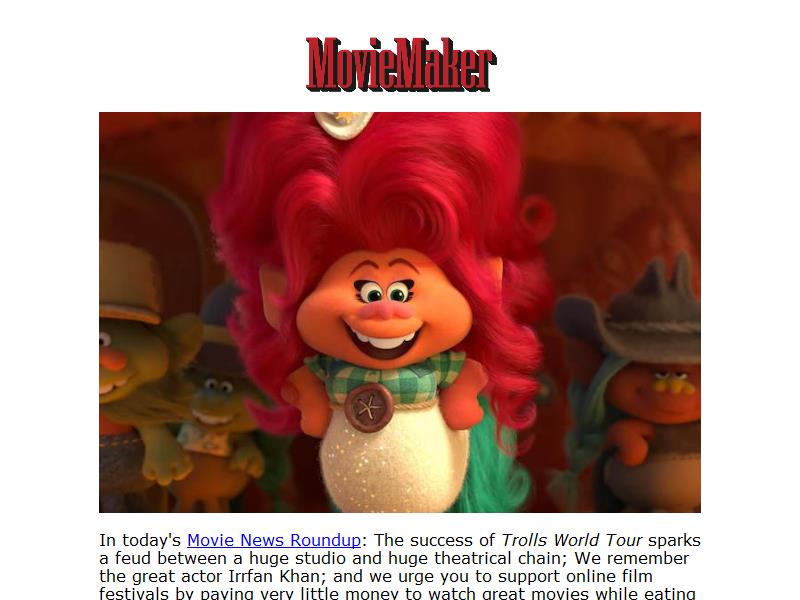 MovieMaker
In today's Movie News Roundup: The success of Trolls World Tour sparks
a feud between a huge studio and huge theatrical chain; We remember
the great actor Irrfan Khan; and we urge you to support online film
festivals by paying very little money to watch great movies while eating